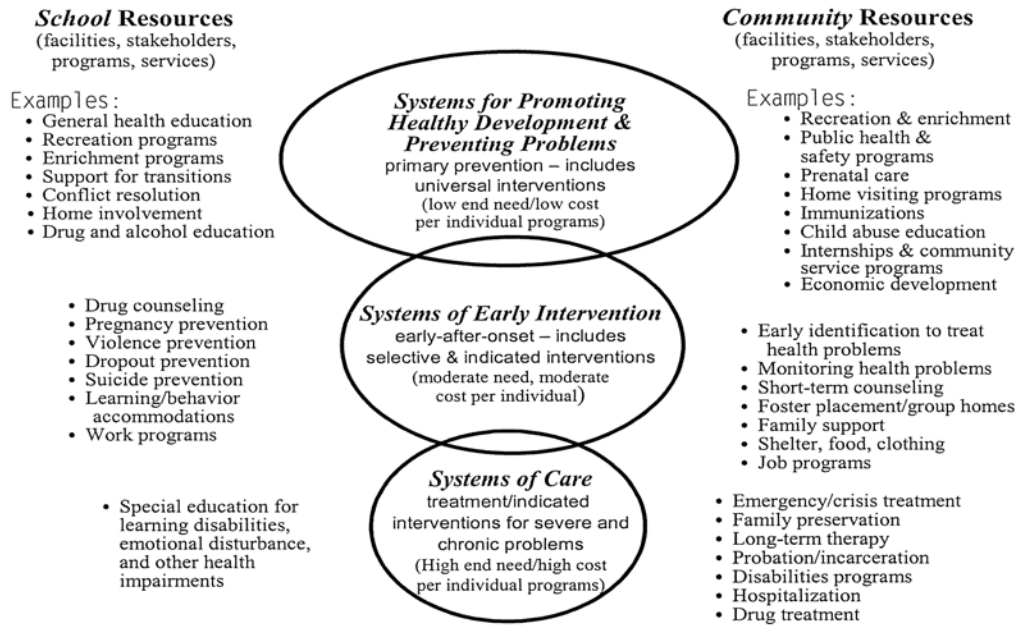 School Resources
(facilities, stakeholders,
programs, services)
Examples:
• General health education
• Recreation programs
• Enrichment programs
• Support for transitions
• Conflict resolution
• Home involvement
• Drug and alcohol education
• Drug counseling
• Pregnancy prevention
• Violence prevention
• Dropout prevention
• Suicide prevention
• Learning/behavior
accommodations
• Work programs
• Special education for
learning disabilities,
emotional disturbance,
and other health
impairments
Systems for Promoting
Healthy Development &
Preventing Problems
primary prevention – includes
universal interventions
(low end need/low cost
per individual programs)
Systems of Early Intervention
early-after-onset – includes
selective & indicated interventions
(moderate need, moderate
cost per individual)
Systems of Care
treatment/indicated
interventions for severe and
chronic problems
(High end need/high cost
per individual programs)
Community Resources
(facilities, stakeholders,
programs, services)
Examples:
• Recreation & enrichment
• Public health &
safety programs
• Prenatal care
• Home visiting programs
• Immunizations
• Child abuse education
• Internships & community
service programs
• Economic development
• Early identification to treat
health problems
• Monitoring health problems
• Short-term counseling
• Foster placement/group homes
• Family support
• Shelter, food, clothing
• Job programs
• Emergency/crisis treatment
• Family preservation
• Long-term therapy
• Probation/incarceration
• Disabilities programs
• Hospitalization
• Drug treatment